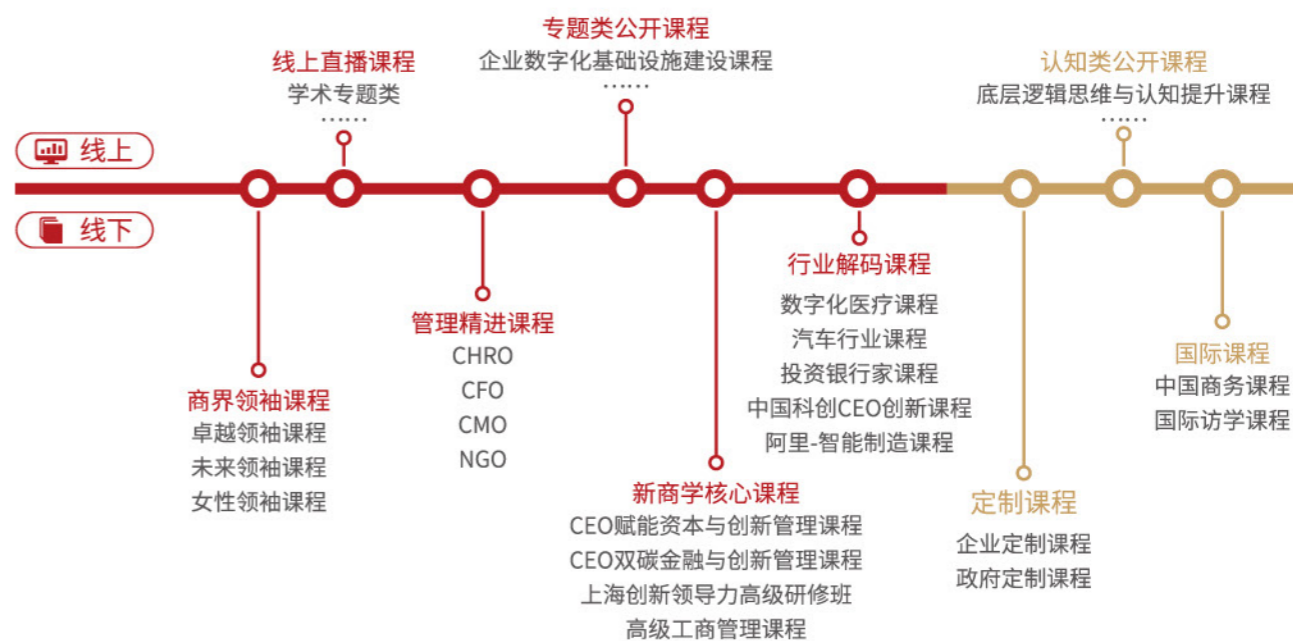 专题类公开课程
企业数字化基础设施建设课程
……
线上直播课程
学术专题类
……
认知类公开课程
底层逻辑思维与认知提升课程
……
线上
线下
商界领袖课程
卓越领袖课程
未来领袖课程
女性领袖课程
管理精进课程
CHRO
CFO
CMO
NGO
新商学核心课程
CEO赋能资本与创新管理课程
CEO双碳金融与创新管理课程
上海创新领导力高级研修班
高级工商管理课程
行业解码课程
数字化医疗课程
汽车行业课程
投资银行家课程
中国科创CEO创新课程
阿里-智能制造课程
定制课程
企业定制课程
政府定制课程
国际课程
中国商务课程
国际访学课程